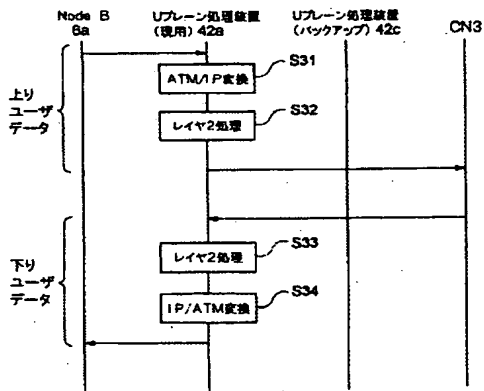 Node B
6a
Uプレーン処理装置
(現用) 42a
Uプレーン処理装置
(バックアップ) 42c
CN3
上り
ユーザ
データ
ATM/IP変換
S31
レイヤ2処理
S32
下り
ユーザ
データ
レイヤ2処理
S33
IP/ATM変換
S34